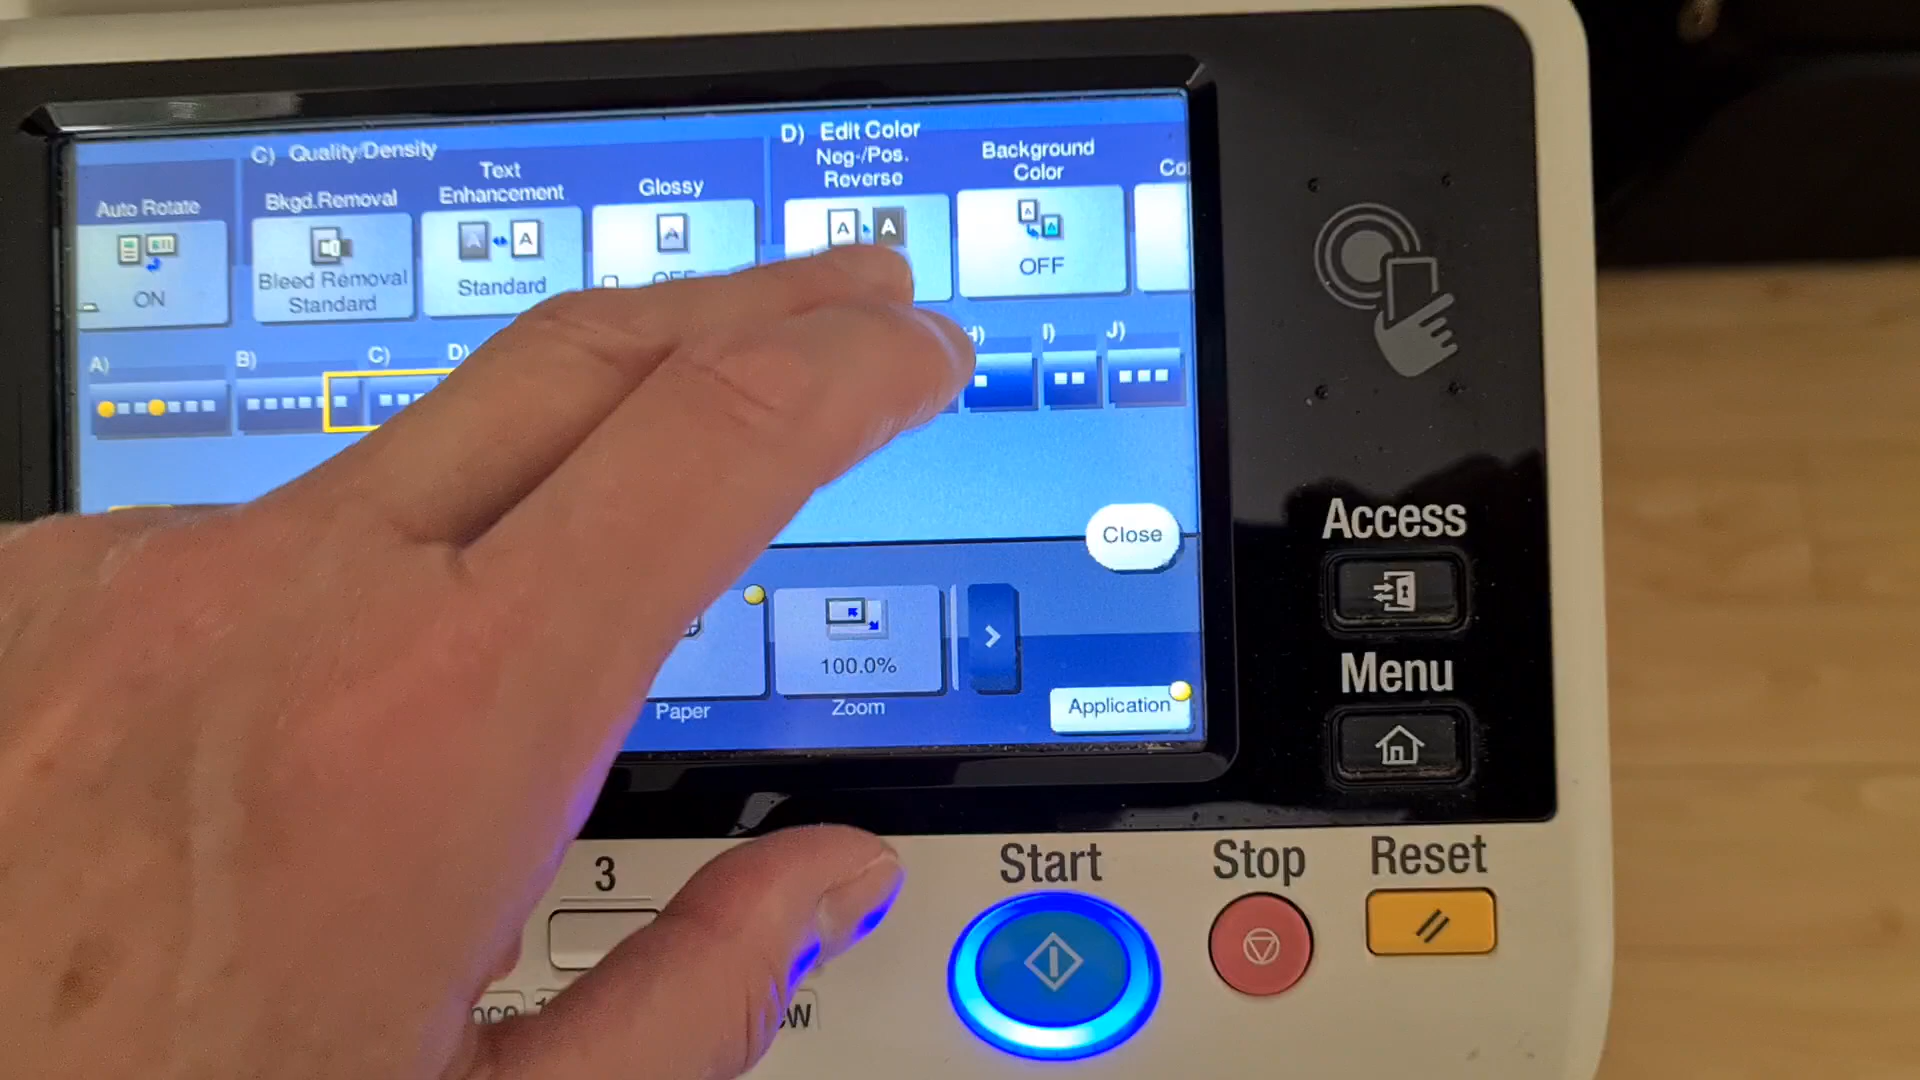 C) Quality/Density
D) Edit Color
Auto Rotate
Bkgd.Removal
Text
Enhancement
Glossy
Neg-/Pos.
Reverse
Background
Color
ON
Bleed Removal
Standard
Standard
OFF
OFF
A)
B)
C)
D)
H)
I)
J)
Close
100.0%
Paper
Zoom
Application
Access
Menu
3
Start
Stop
Reset